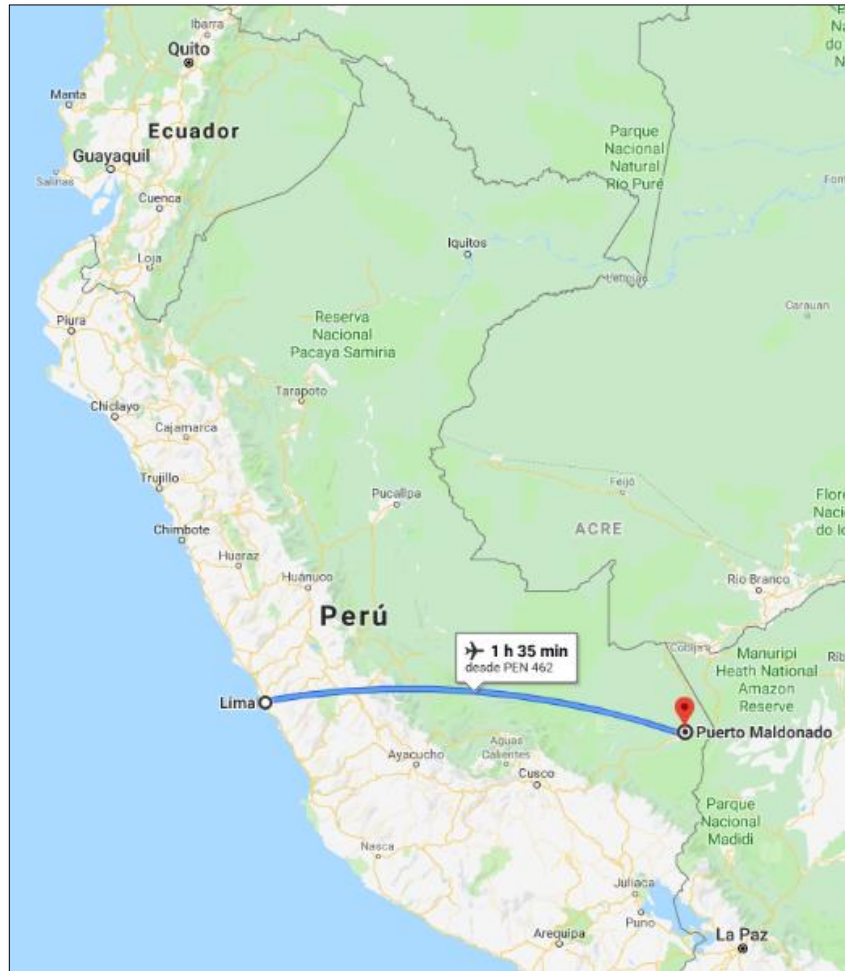 Ibarra
Quito
Manta
Ecuador
Guayaquil
Salinas
Cuenca
Loja
Parque
Nacional
Natural
Río Puré
Iquitos
Leticia
Carauari
Piura
Reserva
Nacional
Pacaya Samiria
Chiclayo
Tarapoto
Cajamarca
Trujillo
Pucallpa
Feijó
Chimbote
ACRE
Huaraz
Huánuco
Rio Branco
Perú
Cobija
1 h 35 min
desde PEN 462
Manuripi
Heath National
Amazon
Reserve
Lima
Puerto Maldonado
Ayacucho
Aguas
Calientes
Cusco
Parque
Nacional
Madidi
Nasca
Juliaca
Puno
Arequipa
La Paz